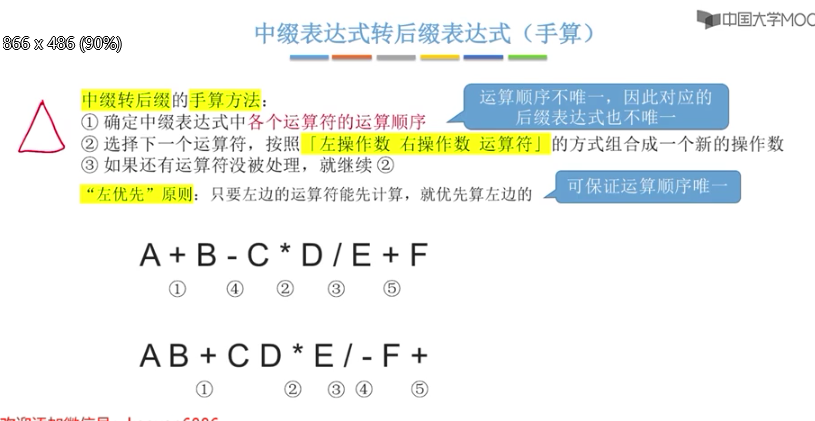 中缀表达式转后缀表达式（手算）
中国大学MOO
866 x 486 (90%)
中缀转后缀的手算方法：
① 确定中缀表达式中各个运算符的运算顺序
② 选择下一个运算符，按照「左操作数 右操作数 运算符」的方式组合成一个新的操作数
③ 如果还有运算符没被处理，就继续 ②
运算顺序不唯一，因此对应的
后缀表达式也不唯一
“左优先”原则：只要左边的运算符能先计算，就优先算左边的
可保证运算顺序唯一
A + B - C * D / E + F
① ④ ② ③ ⑤
A B + C D * E / - F +
① ② ③ ④ ⑤